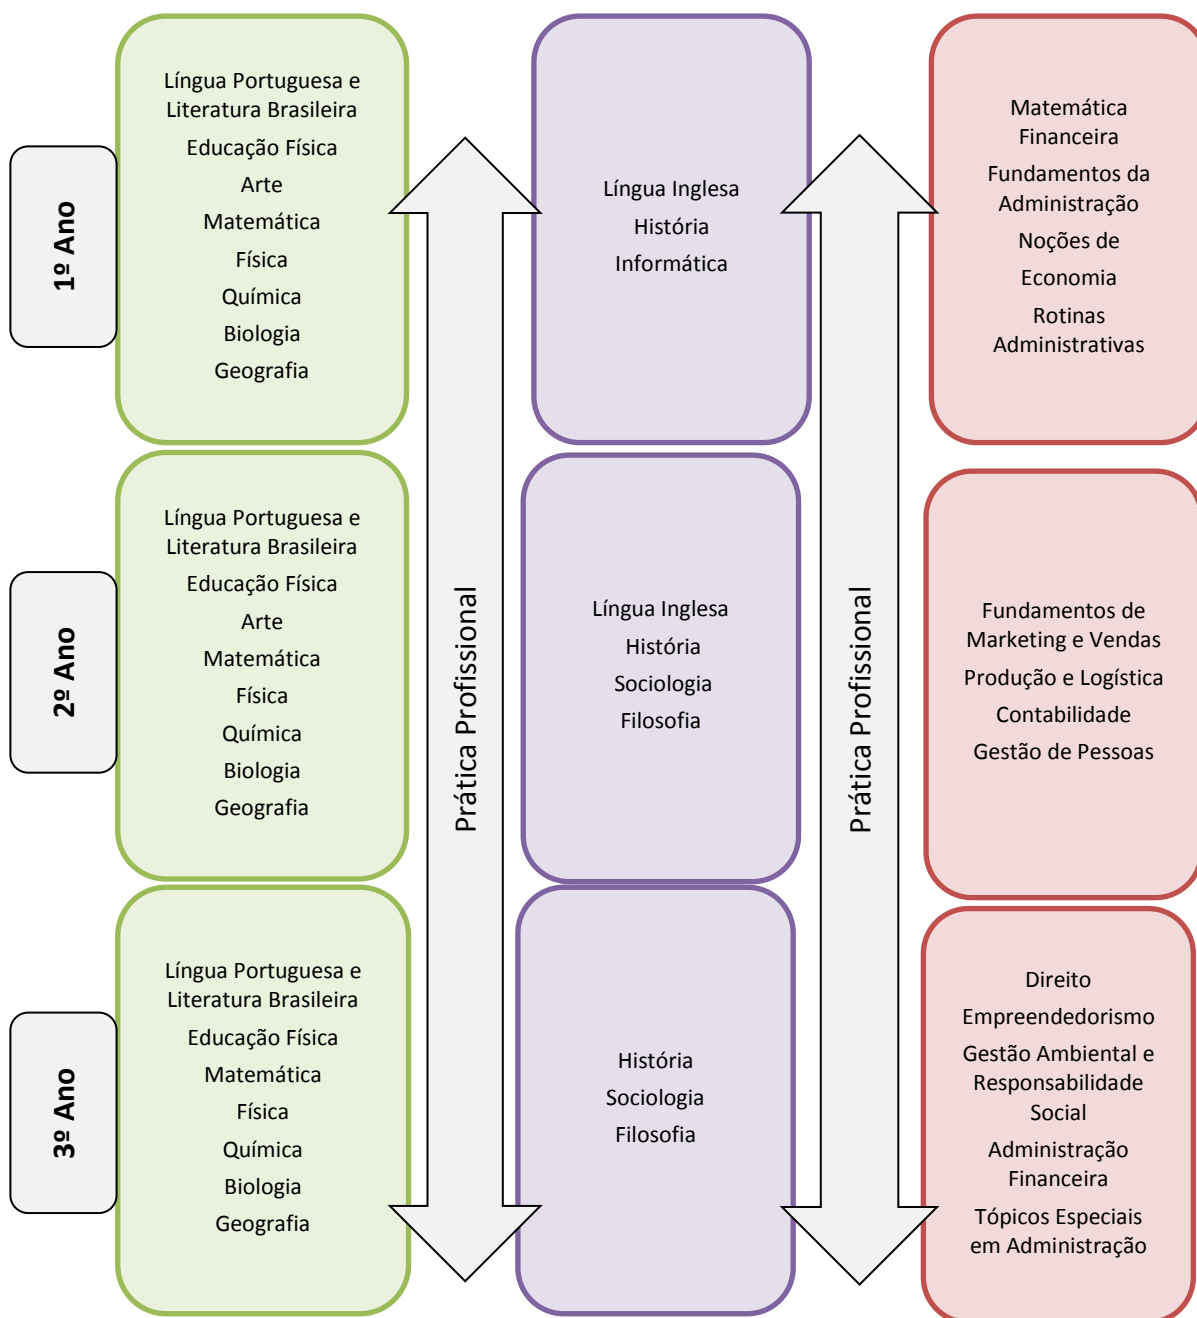 1º Ano
Língua Portuguesa e
Literatura Brasileira
Educação Física
Arte
Matemática
Física
Química
Biologia
Geografia
Língua Inglesa
História
Informática
Matemática
Financeira
Fundamentos da
Administração
Noções de
Economia
Rotinas
Administrativas
2º Ano
Língua Portuguesa e
Literatura Brasileira
Educação Física
Arte
Matemática
Física
Química
Biologia
Geografia
Prática Profissional
Língua Inglesa
História
Sociologia
Filosofia
Prática Profissional
Fundamentos de
Marketing e Vendas
Produção e Logística
Contabilidade
Gestão de Pessoas
3º Ano
Língua Portuguesa e
Literatura Brasileira
Educação Física
Matemática
Física
Química
Biologia
Geografia
História
Sociologia
Filosofia
Direito
Empreendedorismo
Gestão Ambiental e
Responsabilidade
Social
Administração
Financeira
Tópicos Especiais
em Administração